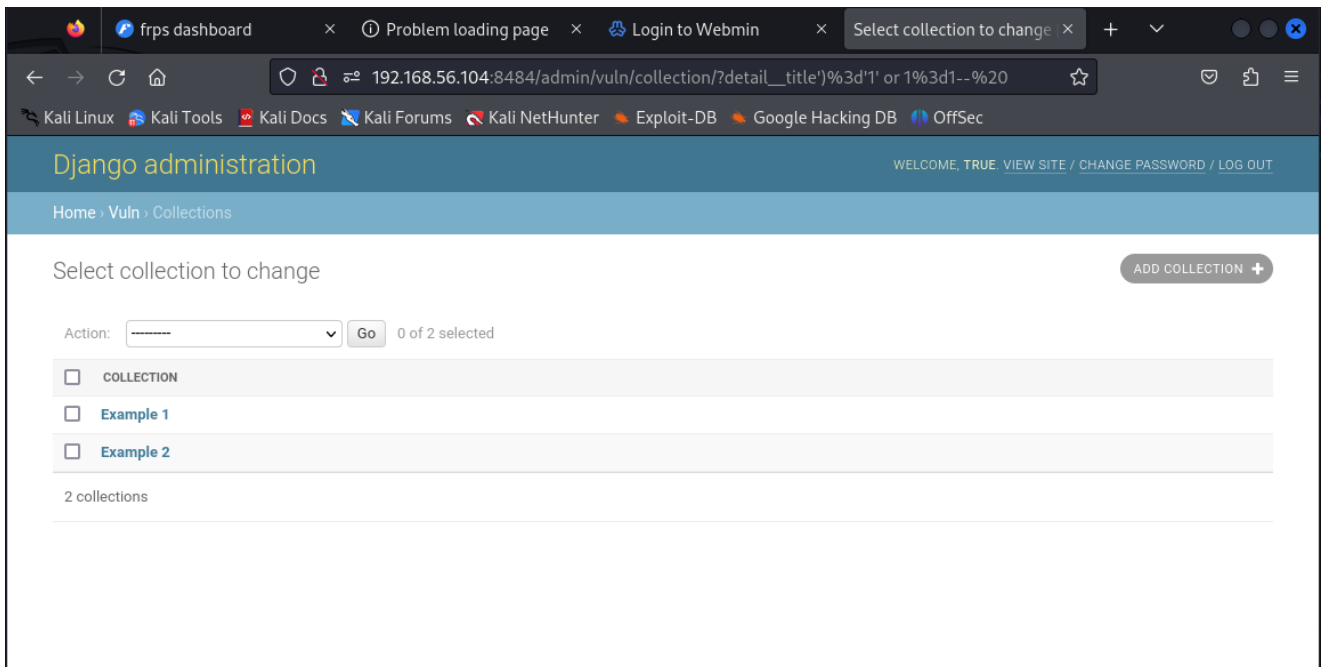 frps dashboard × Problem loading page × Login to Webmin × Select collection to change | × + 
192.168.56.104:8484/admin/vuln/collection/?detail__title')%3d'1' or 1%3d1--%20
Kali Linux Kali Tools Kali Docs Kali Forums Kali NetHunter Exploit-DB Google Hacking DB OffSec
Django administration WELCOME, TRUE. VIEW SITE / CHANGE PASSWORD / LOG OUT
Home › Vuln › Collections
Select collection to change ADD COLLECTION +
Action: --------- Go 0 of 2 selected
COLLECTION
Example 1
Example 2
2 collections